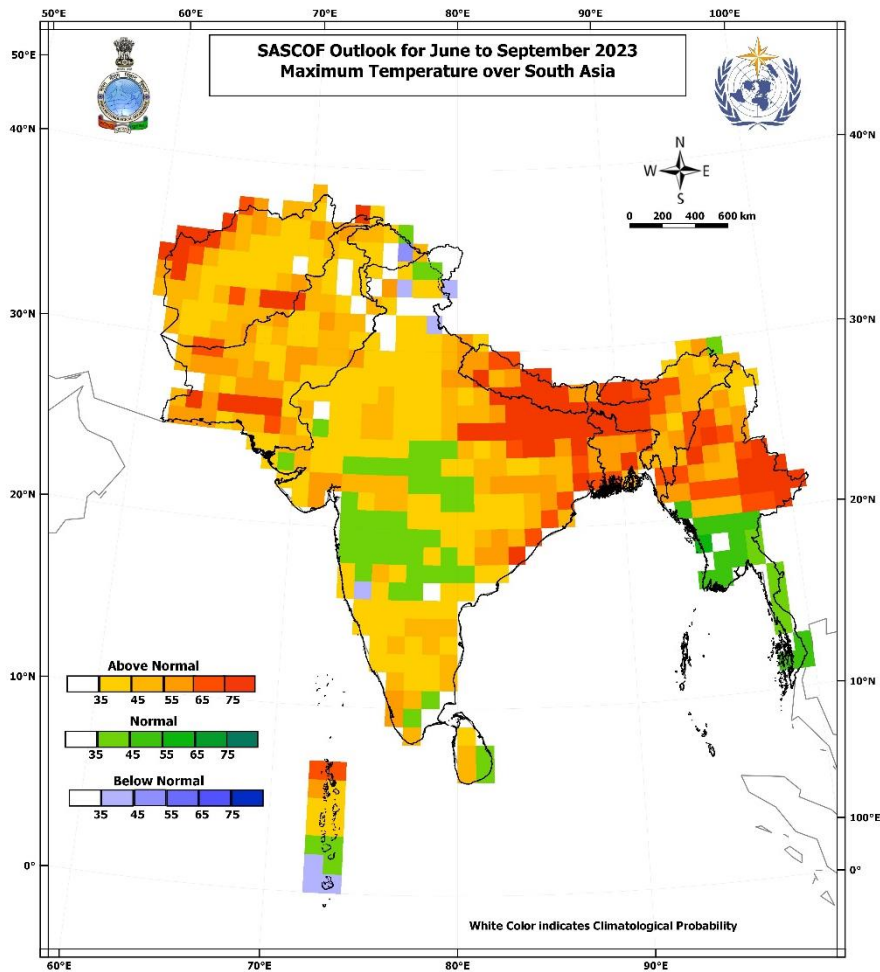 50°E 60°E 70°E 80°E 90°E 100°E
SASCOF Outlook for June to September 2023
Maximum Temperature over South Asia
50°N
40°N 40°N
N
W E
S
0 200 400 600 km
30°N 30°N
20°N 20°N
10°N 10°N
Above Normal
35 45 55 65 75
Normal
35 45 55 65 75
Below Normal
35 45 55 65 75
100°E
0° 0°
White Color indicates Climatological Probability
60°E 70°E 80°E 90°E